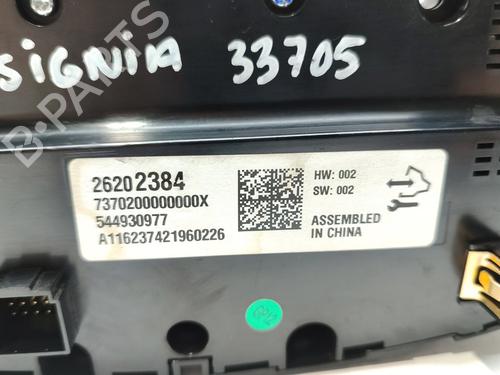 SIGNIA 33705
B-PARTS
26202384
7370200000000X
544930977
A116237421960226
HW: 002
SW: 002
ASSEMBLED
IN CHINA